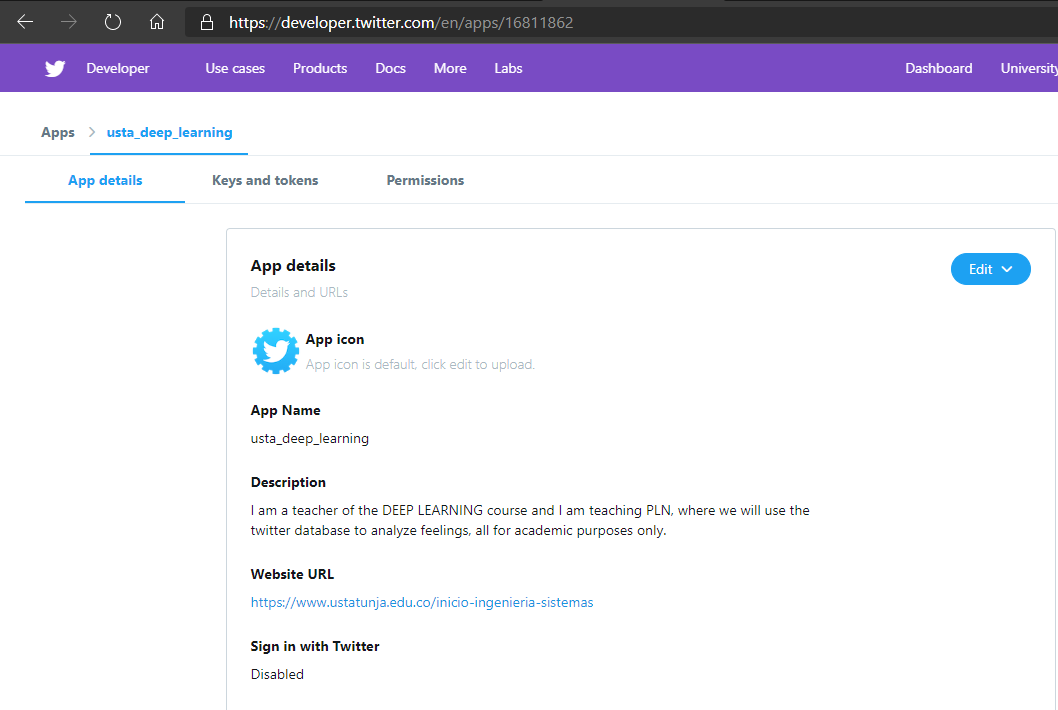 https://developer.twitter.com/en/apps/16811862
Developer Use cases Products Docs More Labs Dashboard University
Apps > usta_deep_learning
App details Keys and tokens Permissions
App details
Edit
Details and URLs
App icon
App icon is default, click edit to upload.
App Name
usta_deep_learning
Description
I am a teacher of the DEEP LEARNING course and I am teaching PLN, where we will use the
twitter database to analyze feelings, all for academic purposes only.
Website URL
https://www.ustatunja.edu.co/inicio-ingenieria-sistemas
Sign in with Twitter
Disabled